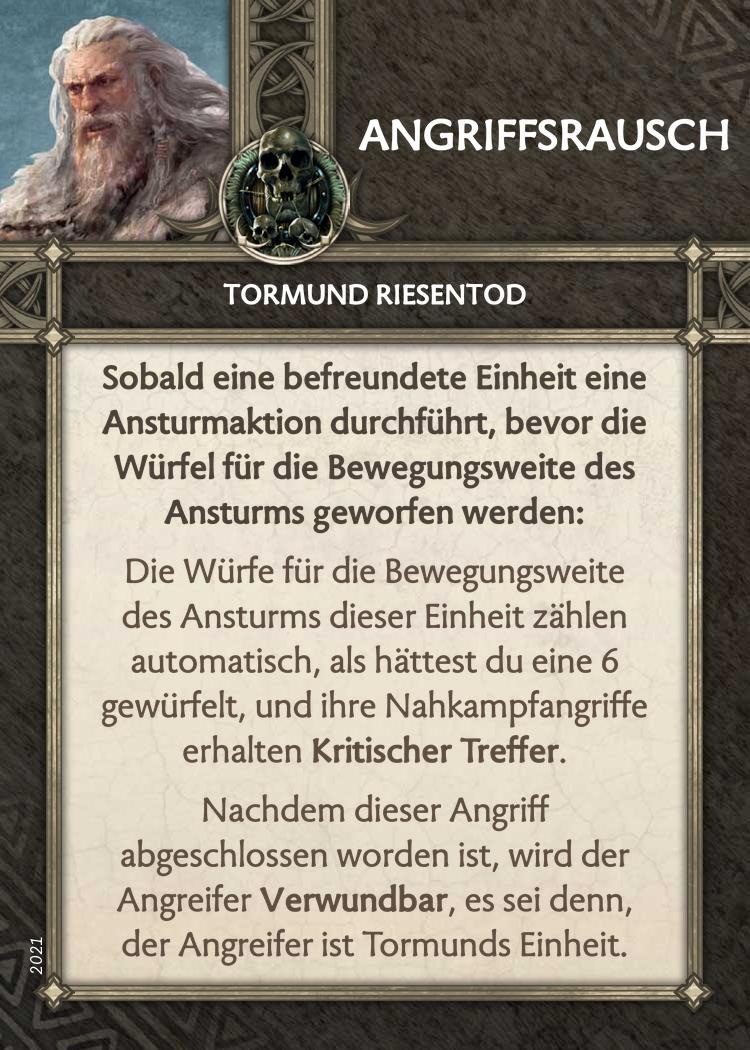 ANGRIFFSRAUSCH
TORMUND RIESENTOD
Sobald eine befreundete Einheit eine
Ansturmaktion durchführt, bevor die
Würfel für die Bewegungsweite des
Ansturms geworfen werden:
Die Würfe für die Bewegungsweite
des Ansturms dieser Einheit zählen
automatisch, als hättest du eine 6
gewürfelt, und ihre Nahkampfangriffe
erhalten Kritischer Treffer.
Nachdem dieser Angriff
abgeschlossen worden ist, wird der
Angreifer Verwundbar, es sei denn,
der Angreifer ist Tormunds Einheit.
2021